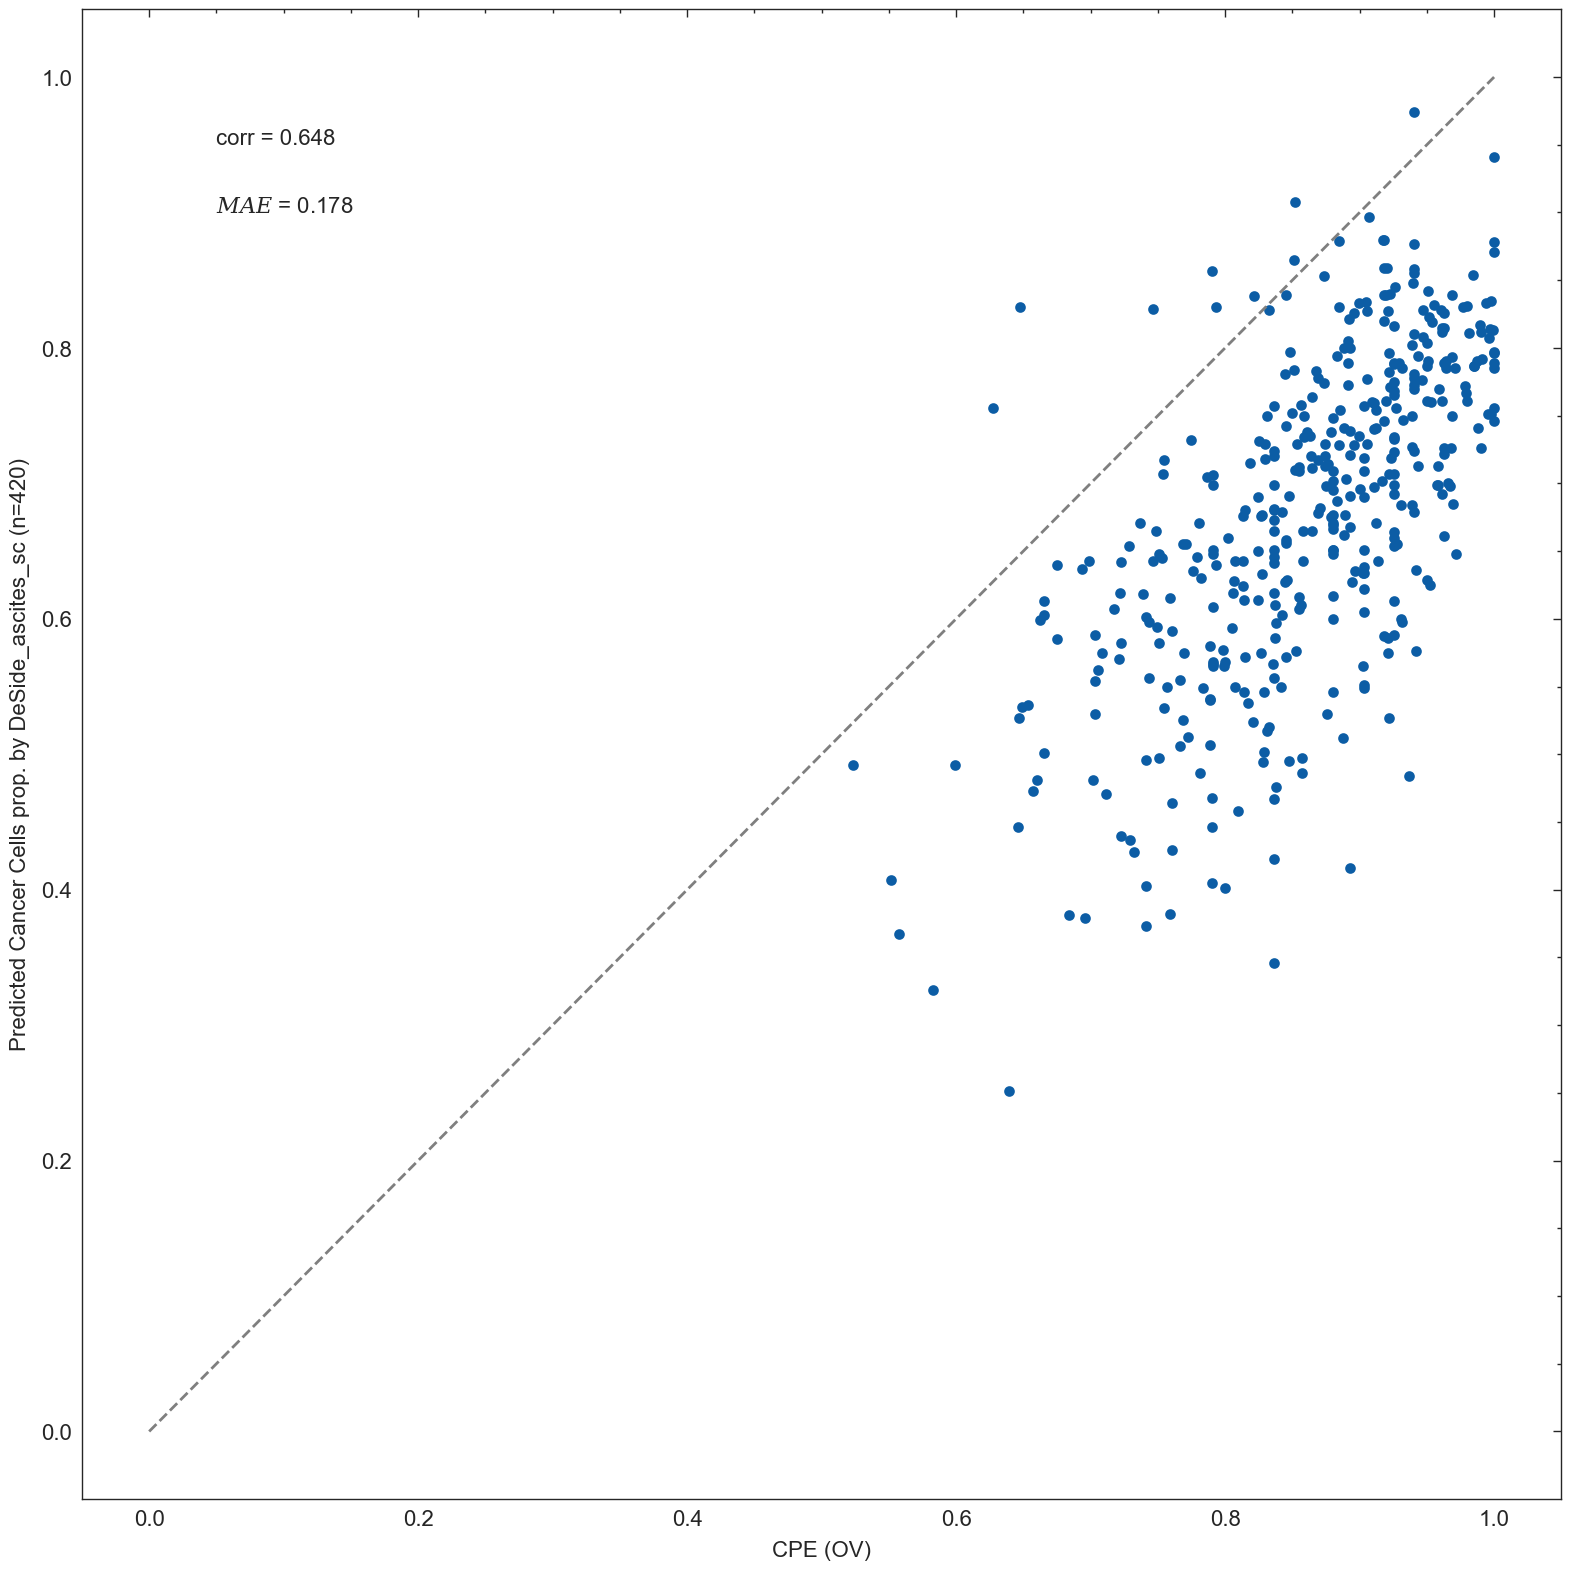 corr = 0.648
MAE = 0.178
Predicted Cancer Cells prop. by DeSide_ascites_sc (n=420)
1.0
0.8
0.6
0.4
0.2
0.0
0.0 0.2 0.4 0.6 0.8 1.0
CPE (OV)